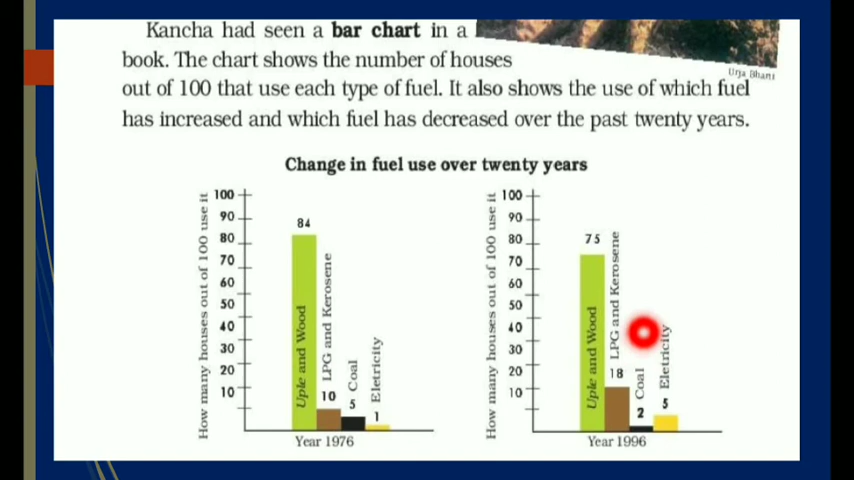 Kancha had seen a bar chart in a
book. The chart shows the number of houses
Urja Bharti
out of 100 that use each type of fuel. It also shows the use of which fuel
has increased and which fuel has decreased over the past twenty years.
Change in fuel use over twenty years
How many houses out of 100 use it
100
90
80
70
60
50
40
30
20
10
84
Uple and Wood
LPG and Kerosene
10
Coal
5
Eletricity
1
Year 1976
How many houses out of 100 use it
100
90
80
70
60
50
40
30
20
10
75
Uple and Wood
LPG and Kerosene
18
Coal
2
Eletricity
5
Year 1996